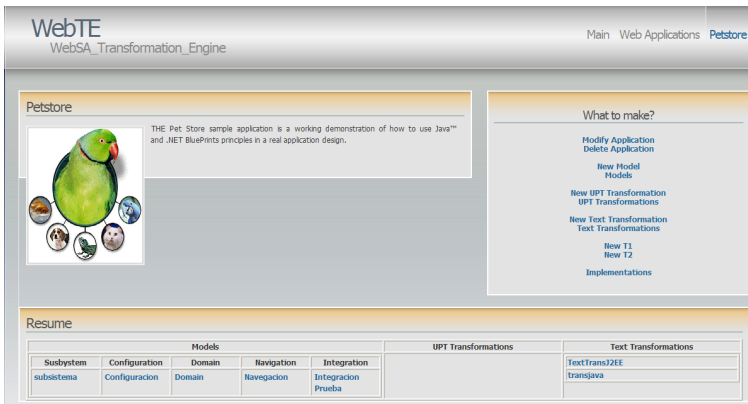 WebTE
WebSA_Transformation_Engine
Main Web Applications Petstore
Petstore
THE Pet Store sample application is a working demonstration of how to use Java™
and .NET BluePrints principles in a real application design.
What to make?
Modify Application
Delete Application
New Model
Models
New UPT Transformation
UPT Transformations
New Text Transformation
Text Transformations
New T1
New T2
Implementations
Resume
Models UPT Transformations Text Transformations
Susbystem Configuration Domain Navigation Integration
TextTransJ2EE
subsistema Configuracion Domain Navegacion Integracion
transjava
Prueba